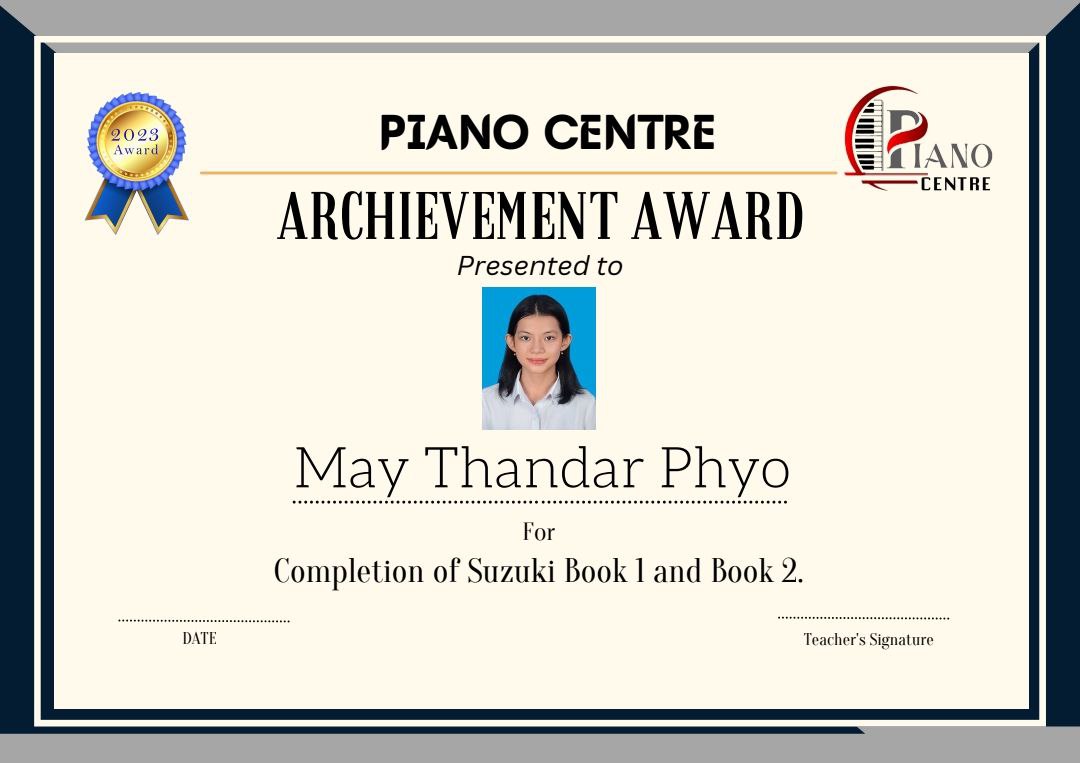 2023
Award
PIANO CENTRE
PIANO
CENTRE
ARCHIEVEMENT AWARD
Presented to
May Thandar Phyo
For
Completion of Suzuki Book 1 and Book 2.
DATE
Teacher's Signature